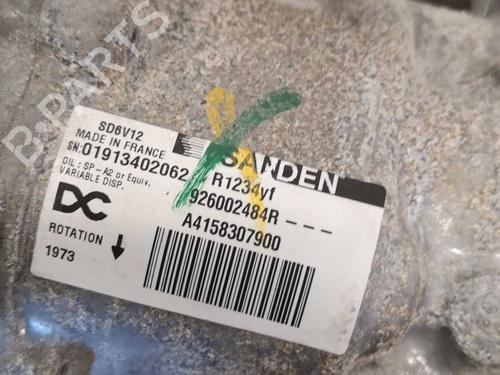 B-PARTS
SD6V12
MADE IN FRANCE
SN:01913402062
OIL : SP-A2 or Equiv.
VARIABLE DISP.
DC
ROTATION ↓
1973
SANDEN
R1234yf
926002484R---
A4158307900